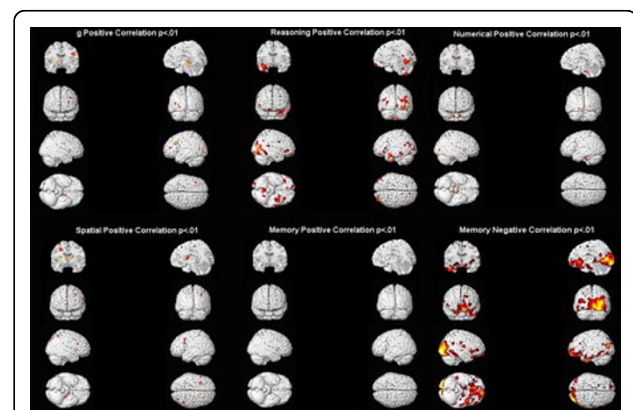 g Positive Correlation p<.01
Reasoning Positive Correlation p<.01
Numerical Positive Correlation p<.01
Spatial Positive Correlation p<.01
Memory Positive Correlation p<.01
Memory Negative Correlation p<.01